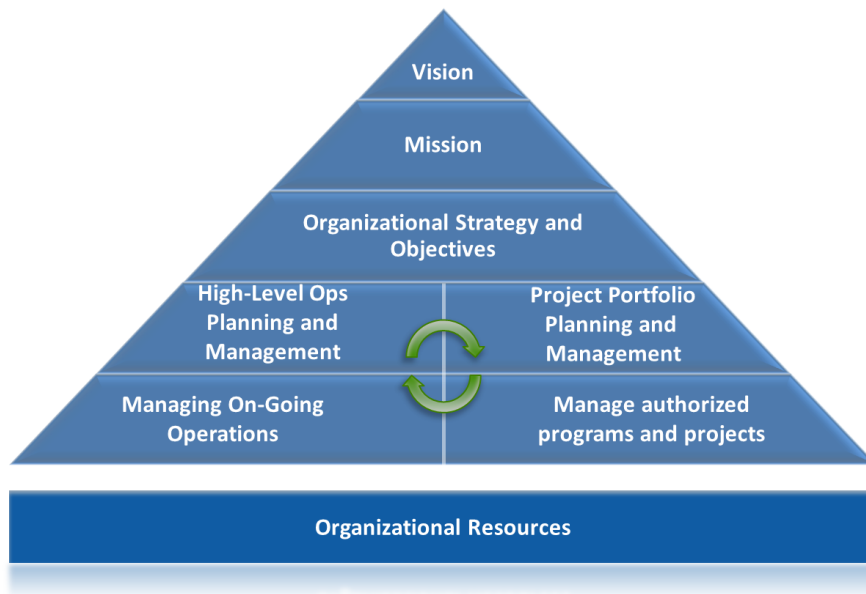 Vision
Mission
Organizational Strategy and
Objectives
High-Level Ops
Planning and
Management
Project Portfolio
Planning and
Management
Managing On-Going
Operations
Manage authorized
programs and projects
Organizational Resources